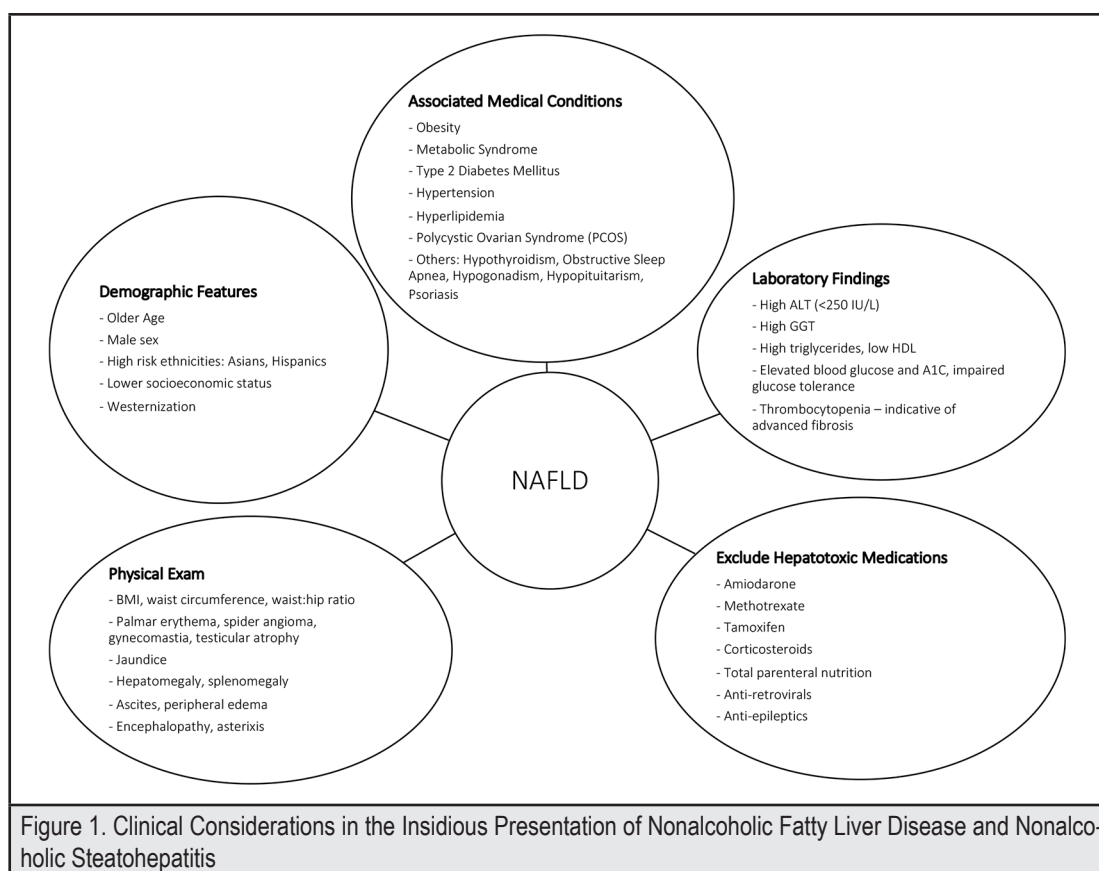 Associated Medical Conditions
- Obesity
- Metabolic Syndrome
- Type 2 Diabetes Mellitus
- Hypertension
- Hyperlipidemia
- Polycystic Ovarian Syndrome (PCOS)
- Others: Hypothyroidism, Obstructive Sleep
Apnea, Hypogonadism, Hypopituitarism,
Psoriasis
Demographic Features
- Older Age
- Male sex
- High risk ethnicities: Asians, Hispanics
- Lower socioeconomic status
- Westernization
Laboratory Findings
- High ALT (<250 IU/L)
- High GGT
- High triglycerides, low HDL
- Elevated blood glucose and A1C, impaired
glucose tolerance
- Thrombocytopenia – indicative of
advanced fibrosis
NAFLD
Physical Exam
- BMI, waist circumference, waist:hip ratio
- Palmar erythema, spider angioma,
gynecomastia, testicular atrophy
- Jaundice
- Hepatomegaly, splenomegaly
- Ascites, peripheral edema
- Encephalopathy, asterixis
Exclude Hepatotoxic Medications
- Amiodarone
- Methotrexate
- Tamoxifen
- Corticosteroids
- Total parenteral nutrition
- Anti-retrovirals
- Anti-epileptics
Figure 1. Clinical Considerations in the Insidious Presentation of Nonalcoholic Fatty Liver Disease and Nonalco-
holic Steatohepatitis